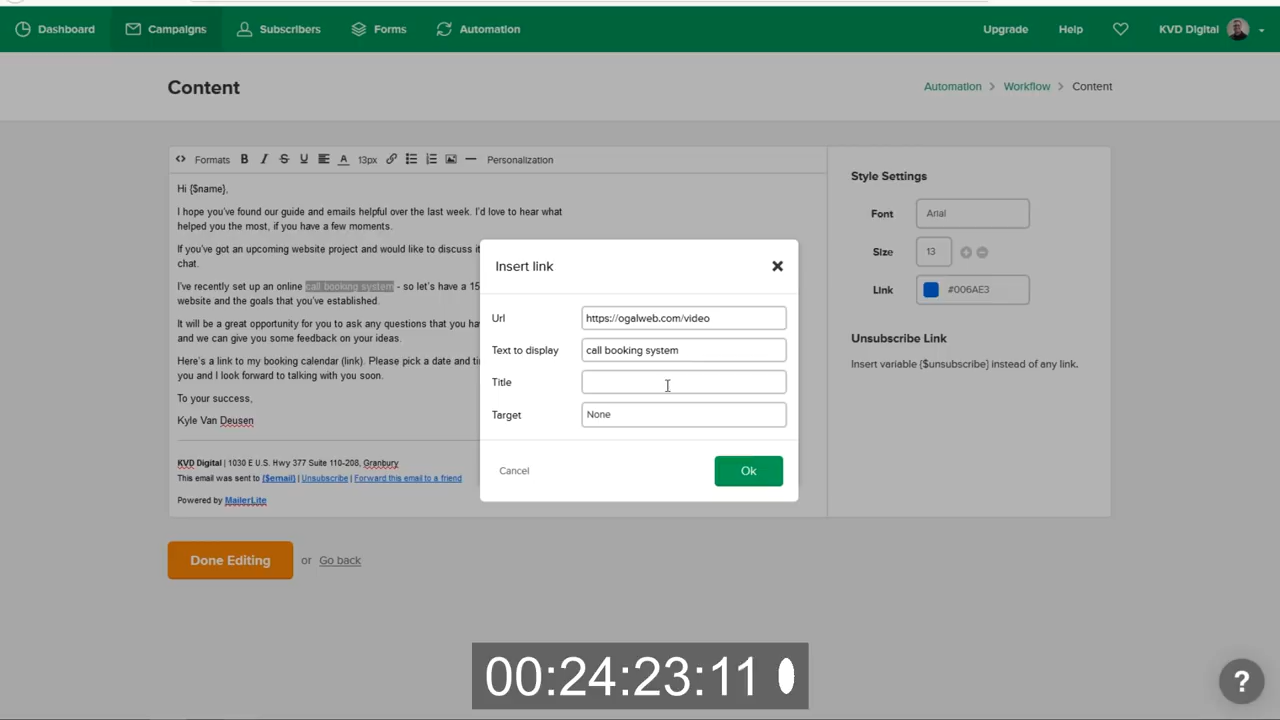 Dashboard Campaigns Subscribers Forms Automation Upgrade Help KVD Digital
Content
Automation > Workflow > Content
Formats B I S U A 13px Personalization
Hi {$name},
I hope you've found our guide and emails helpful over the last week. I'd love to hear what
helped you the most, if you have a few moments.
If you've got an upcoming website project and would like to discuss it
chat.
I've recently set up an online call booking system - so let's have a 15
website and the goals that you've established.
It will be a great opportunity for you to ask any questions that you hav
and we can give you some feedback on your ideas.
Here's a link to my booking calendar (link). Please pick a date and tim
you and I look forward to talking with you soon.
To your success,
Kyle Van Deusen
KVD Digital | 1030 E U.S. Hwy 377 Suite 110-208, Granbury
This email was sent to {$email} | Unsubscribe | Forward this email to a friend
Powered by MailerLite
Insert link
Url https://ogalweb.com/video
Text to display call booking system
Title
Target None
Cancel Ok
Style Settings
Font Arial
Size 13
Link #006AE3
Unsubscribe Link
Insert variable {$unsubscribe} instead of any link.
Done Editing or Go back
00:24:23:11 0
?